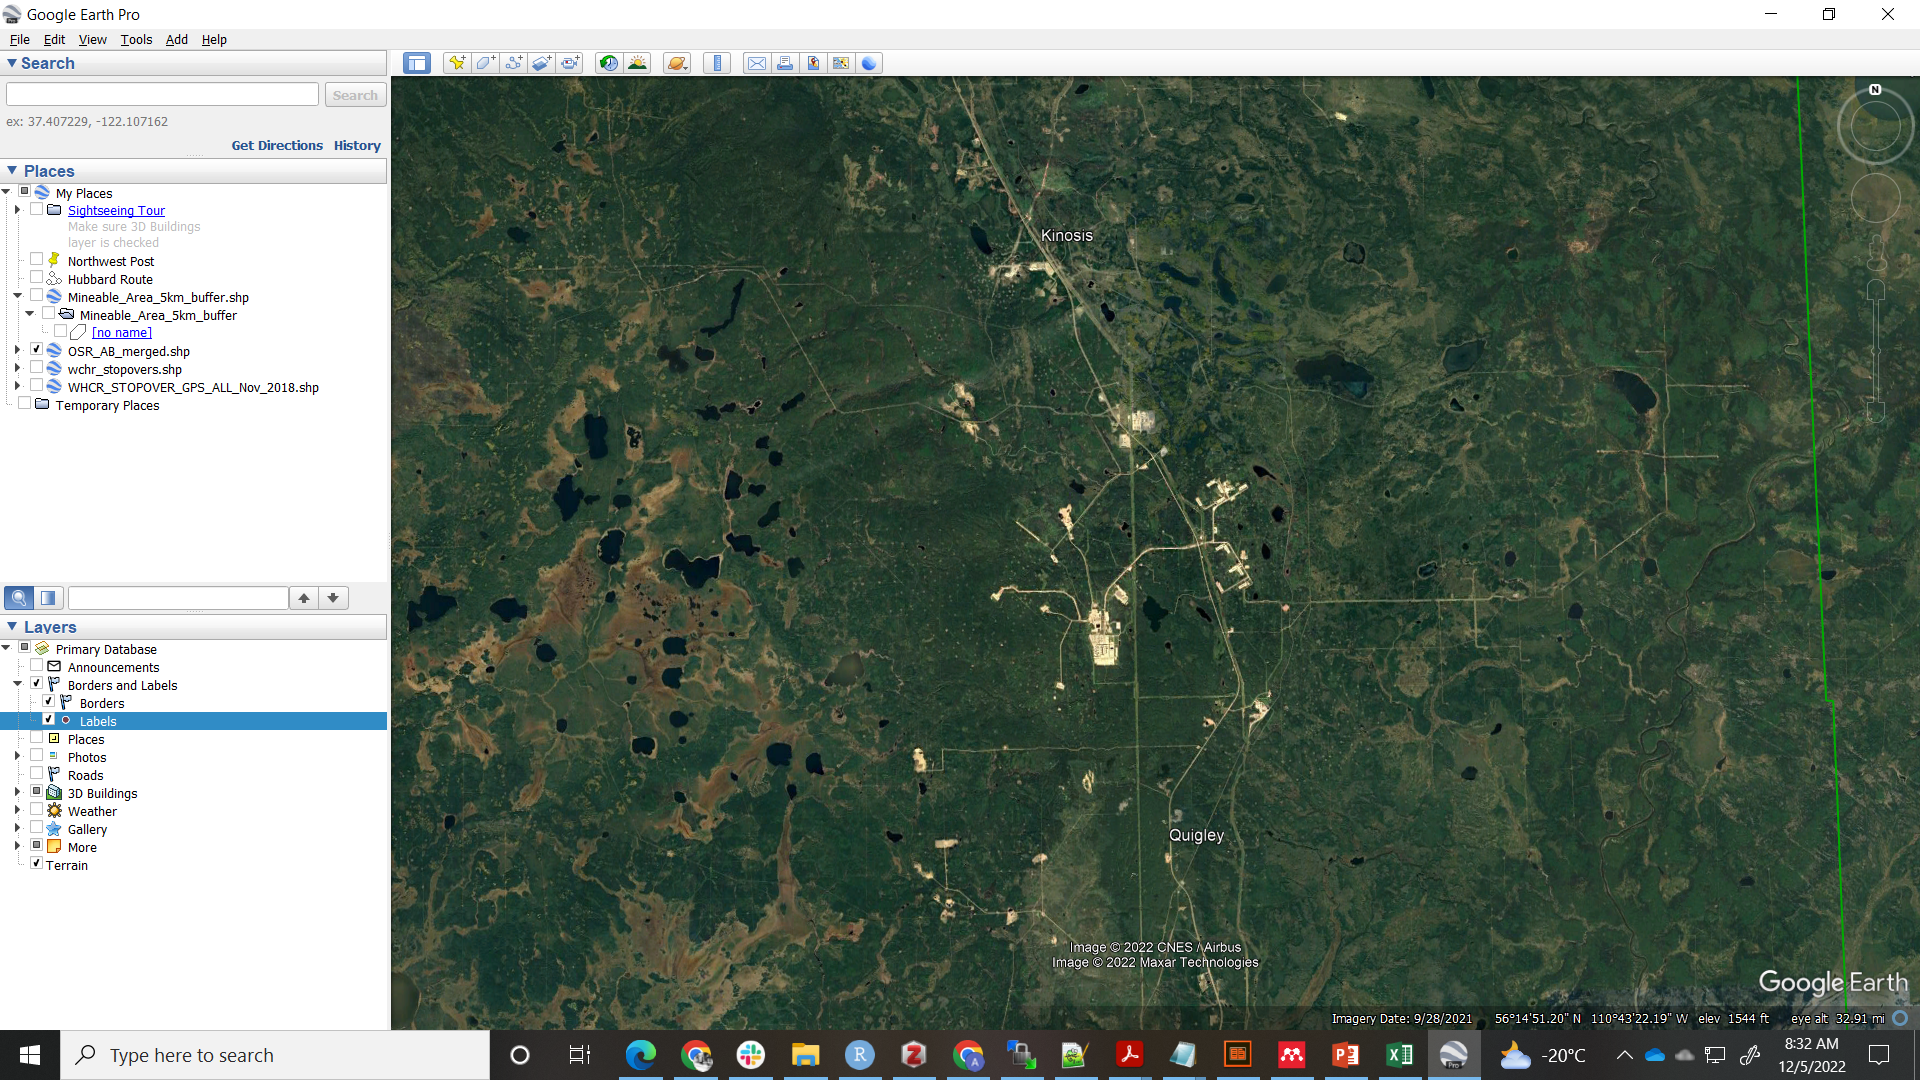 Google Earth Pro
File Edit View Tools Add Help
Search
Search
ex: 37.407229, -122.107162
Get Directions History
Places
My Places
Sightseeing Tour
Make sure 3D Buildings
layer is checked
Northwest Post
Hubbard Route
Mineable_Area_5km_buffer.shp
Mineable_Area_5km_buffer
[no name]
OSR_AB_merged.shp
wchr_stopovers.shp
WHCR_STOPOVER_GPS_ALL_Nov_2018.shp
Temporary Places
Layers
Primary Database
Announcements
Borders and Labels
Borders
Labels
Places
Photos
Roads
3D Buildings
Weather
Gallery
More
Terrain
N
Kinosis
Quigley
Image © 2022 CNES / Airbus
Image © 2022 Maxar Technologies
Google Earth
Imagery Date: 9/28/2021 56°14'51.20" N 110°43'22.19" W elev 1544 ft eye alt 32.91 mi
Type here to search
-20°C
8:32 AM
12/5/2022